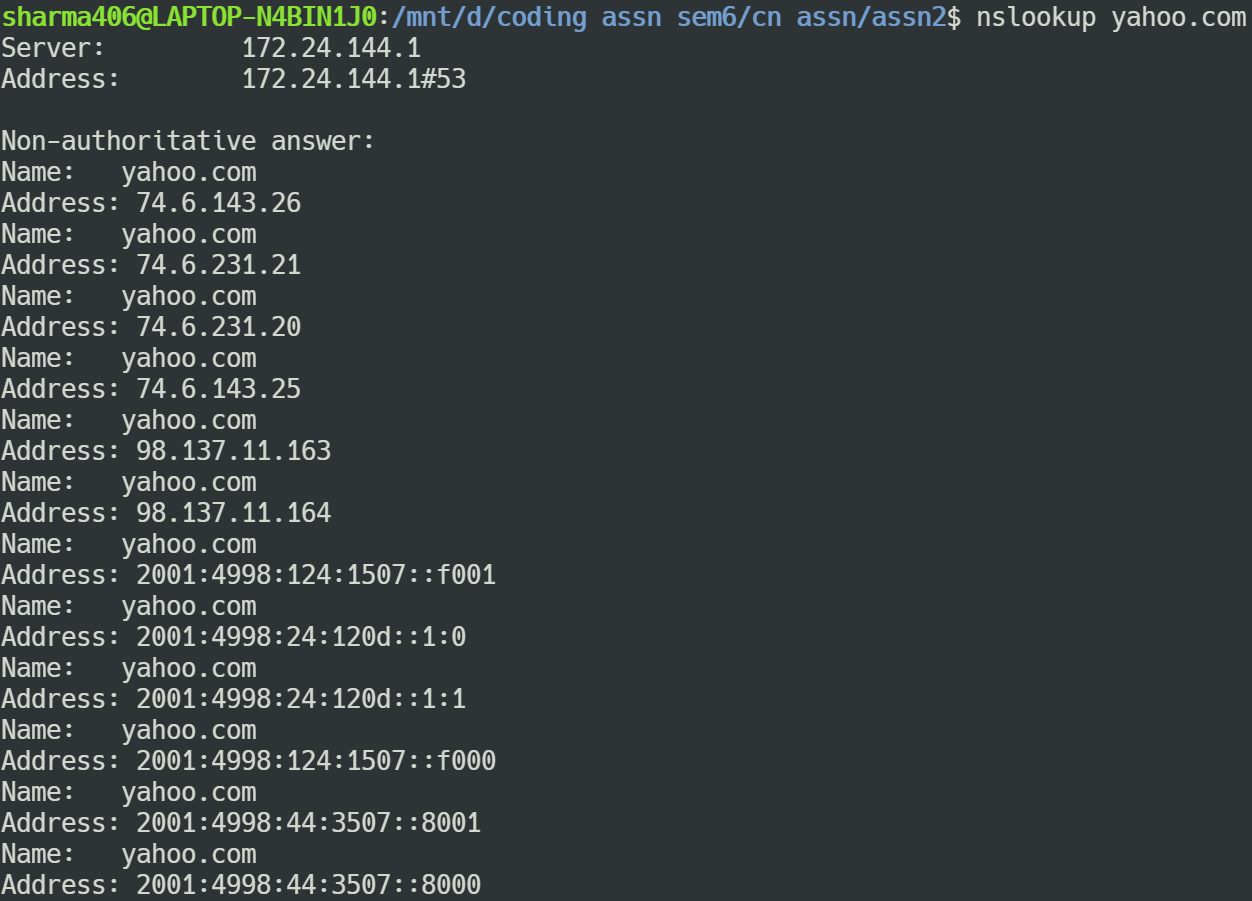 sharma406@LAPTOP-N4BIN1J0:/mnt/d/coding assn sem6/cn assn/assn2$ nslookup yahoo.com
Server:         172.24.144.1
Address:        172.24.144.1#53

Non-authoritative answer:
Name:   yahoo.com
Address: 74.6.143.26
Name:   yahoo.com
Address: 74.6.231.21
Name:   yahoo.com
Address: 74.6.231.20
Name:   yahoo.com
Address: 74.6.143.25
Name:   yahoo.com
Address: 98.137.11.163
Name:   yahoo.com
Address: 98.137.11.164
Name:   yahoo.com
Address: 2001:4998:124:1507::f001
Name:   yahoo.com
Address: 2001:4998:24:120d::1:0
Name:   yahoo.com
Address: 2001:4998:24:120d::1:1
Name:   yahoo.com
Address: 2001:4998:124:1507::f000
Name:   yahoo.com
Address: 2001:4998:44:3507::8001
Name:   yahoo.com
Address: 2001:4998:44:3507::8000